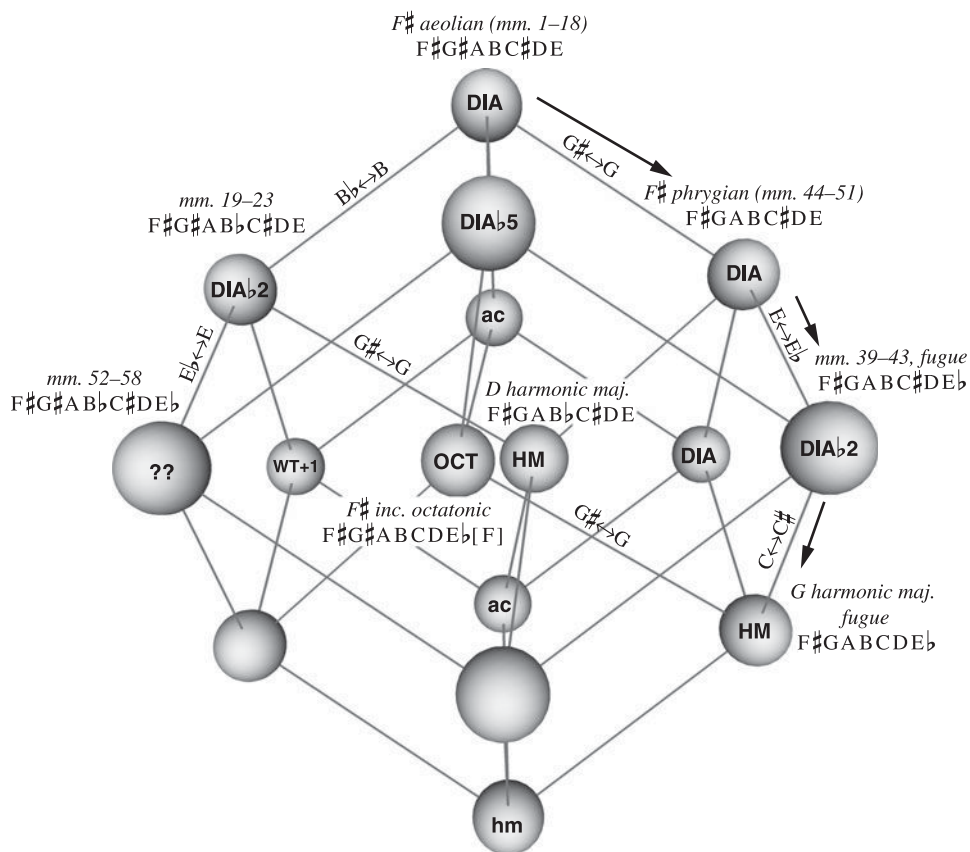 F♯ aeolian (mm. 1–18)
F♯G♯ABC♯DE
DIA
B♭↔B
G♯↔G
mm. 19–23
F♯G♯AB♭C♯DE
DIA♭5
F♯ phrygian (mm. 44–51)
F♯GABC♯DE
DIA♭2
DIA
ac
E♭↔E
G♯↔G
E↔E♭
mm. 52–58
F♯G♯AB♭C♯DE♭
D harmonic maj.
F♯GAB♭C♯DE
mm. 39–43, fugue
F♯GABC♯DE♭
??
WT+1
OCT
HM
DIA
DIA♭2
F♯ inc. octatonic
F♯G♯ABCDE♭[F]
G♯↔G
C↔C♯
ac
HM
G harmonic maj.
fugue
F♯GABCDE♭
hm